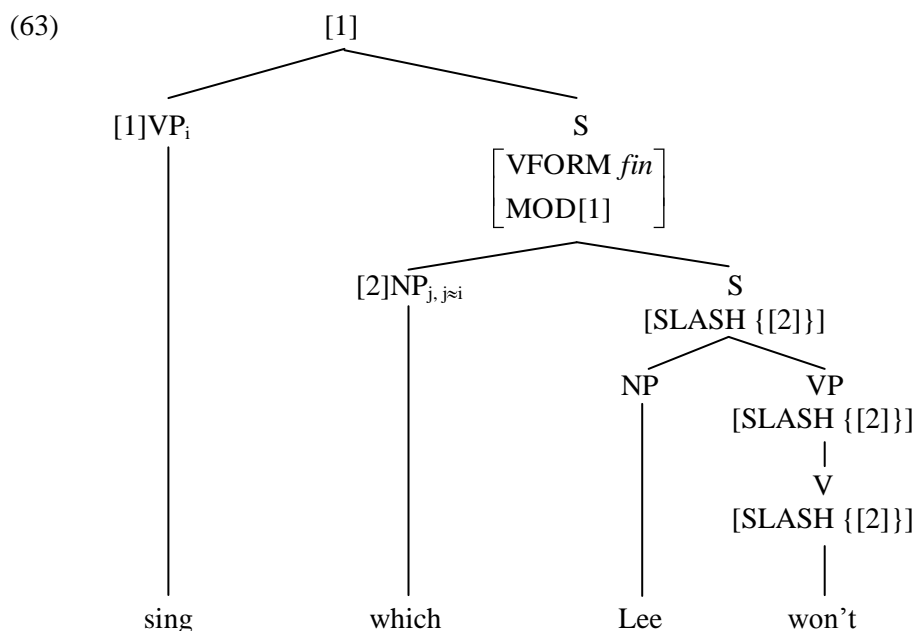 (63) [1]
[1]VPi S
[VFORM fin
MOD[1]]
[2]NPj, j≈i S
[SLASH {[2]}]
NP VP
[SLASH {[2]}]
V
[SLASH {[2]}]
sing which Lee won't